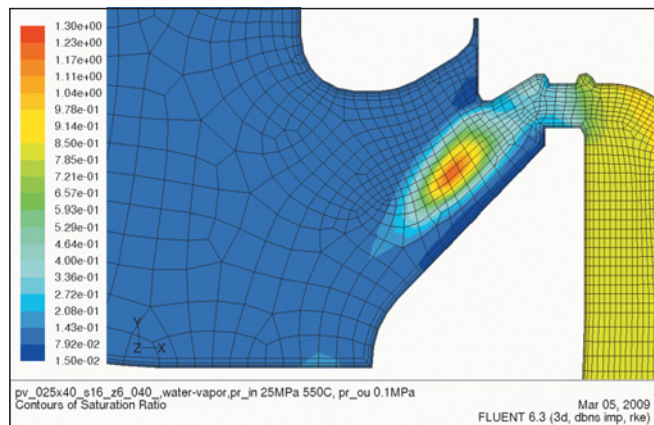 1.30e+00
1.23e+00
1.17e+00
1.11e+00
1.04e+00
9.78e-01
9.14e-01
8.50e-01
7.85e-01
7.21e-01
6.57e-01
5.93e-01
5.29e-01
4.64e-01
4.00e-01
3.36e-01
2.72e-01
2.08e-01
1.43e-01
7.92e-02
1.50e-02
Y
Z X
pv_025x40_s16_z6_040_,water-vapor,pr_in 25MPa 550C, pr_ou 0.1MPa
Contours of Saturation Ratio
Mar 05, 2009
FLUENT 6.3 (3d, dbns imp, rke)